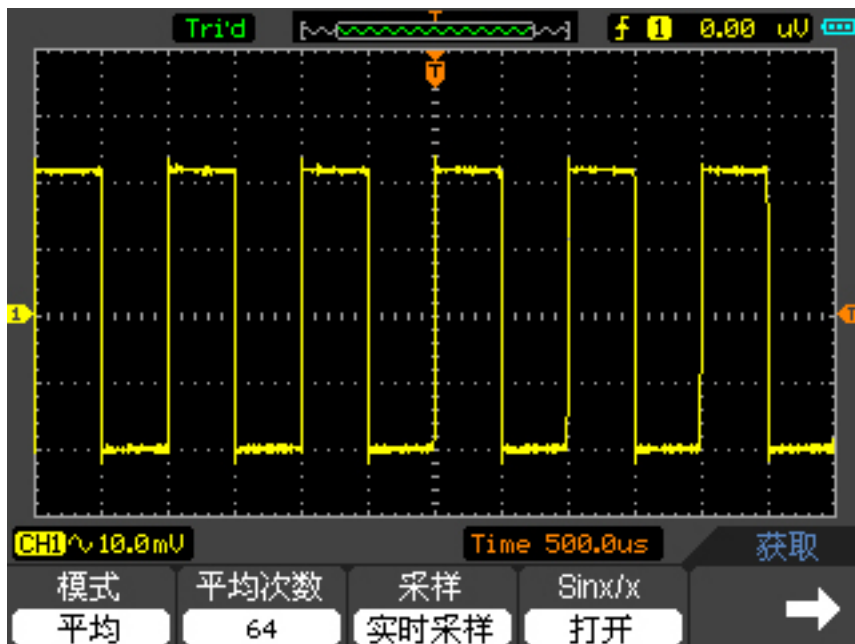 Tri'd T 1 0.00 uV
T
1 T
CH1 10.0mV Time 500.0us 获取
模式 平均次数 采样 Sinx/x
平均 64 实时采样 打开